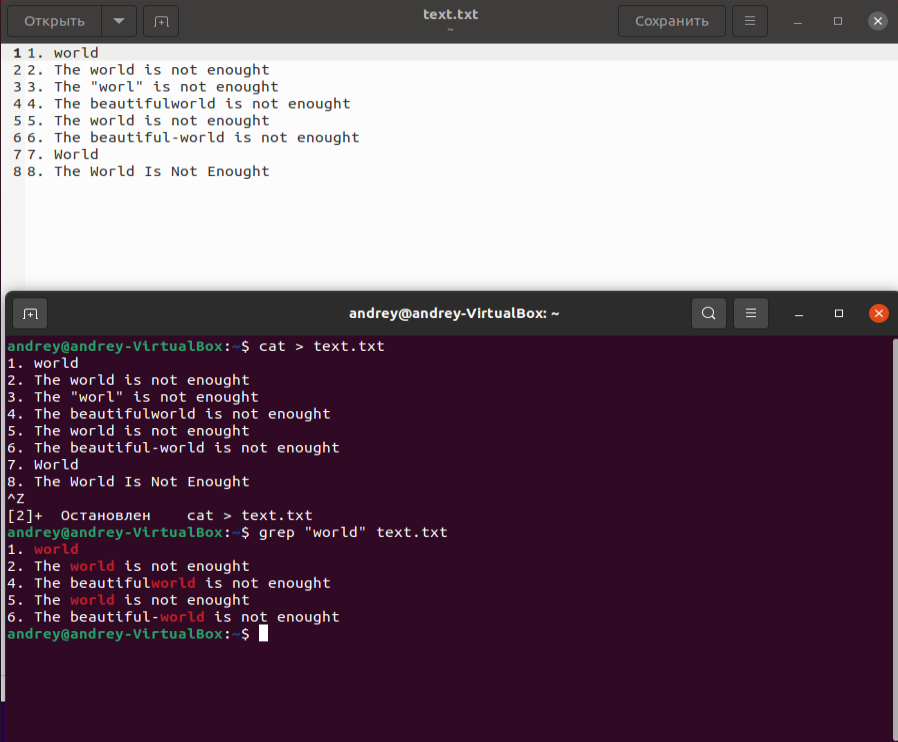 Открыть
text.txt
~
Сохранить
1 1. world
2 2. The world is not enought
3 3. The "worl" is not enought
4 4. The beautifulworld is not enought
5 5. The world is not enought
6 6. The beautiful-world is not enought
7 7. World
8 8. The World Is Not Enought
andrey@andrey-VirtualBox: ~
andrey@andrey-VirtualBox:~$ cat > text.txt
1. world
2. The world is not enought
3. The "worl" is not enought
4. The beautifulworld is not enought
5. The world is not enought
6. The beautiful-world is not enought
7. World
8. The World Is Not Enought
^Z
[2]+  Остановлен    cat > text.txt
andrey@andrey-VirtualBox:~$ grep "world" text.txt
1. world
2. The world is not enought
4. The beautifulworld is not enought
5. The world is not enought
6. The beautiful-world is not enought
andrey@andrey-VirtualBox:~$